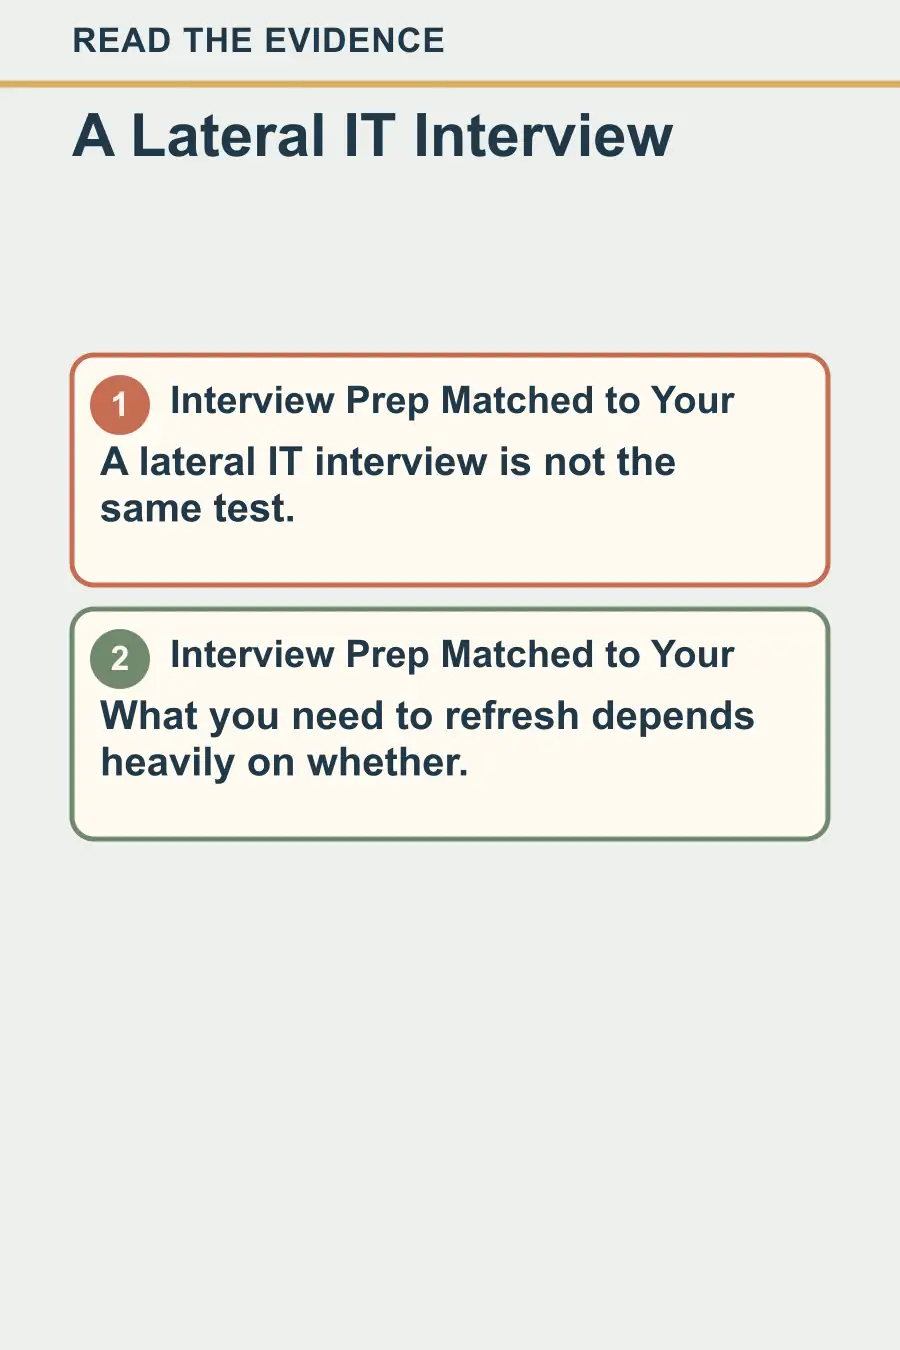 READ THE EVIDENCE
A Lateral IT Interview
1 Interview Prep Matched to Your
A lateral IT interview is not the
same test.
2 Interview Prep Matched to Your
What you need to refresh depends
heavily on whether.